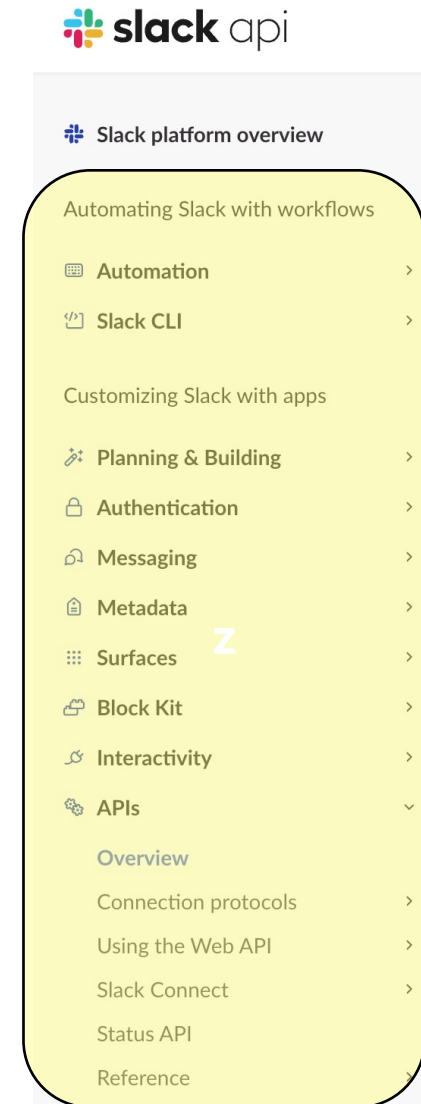 slack api
Slack platform overview
Automating Slack with workflows
Automation
Slack CLI
Customizing Slack with apps
Planning & Building
Authentication
Messaging
Metadata
z
Surfaces
Block Kit
Interactivity
APIs
Overview
Connection protocols
Using the Web API
Slack Connect
Status API
Reference